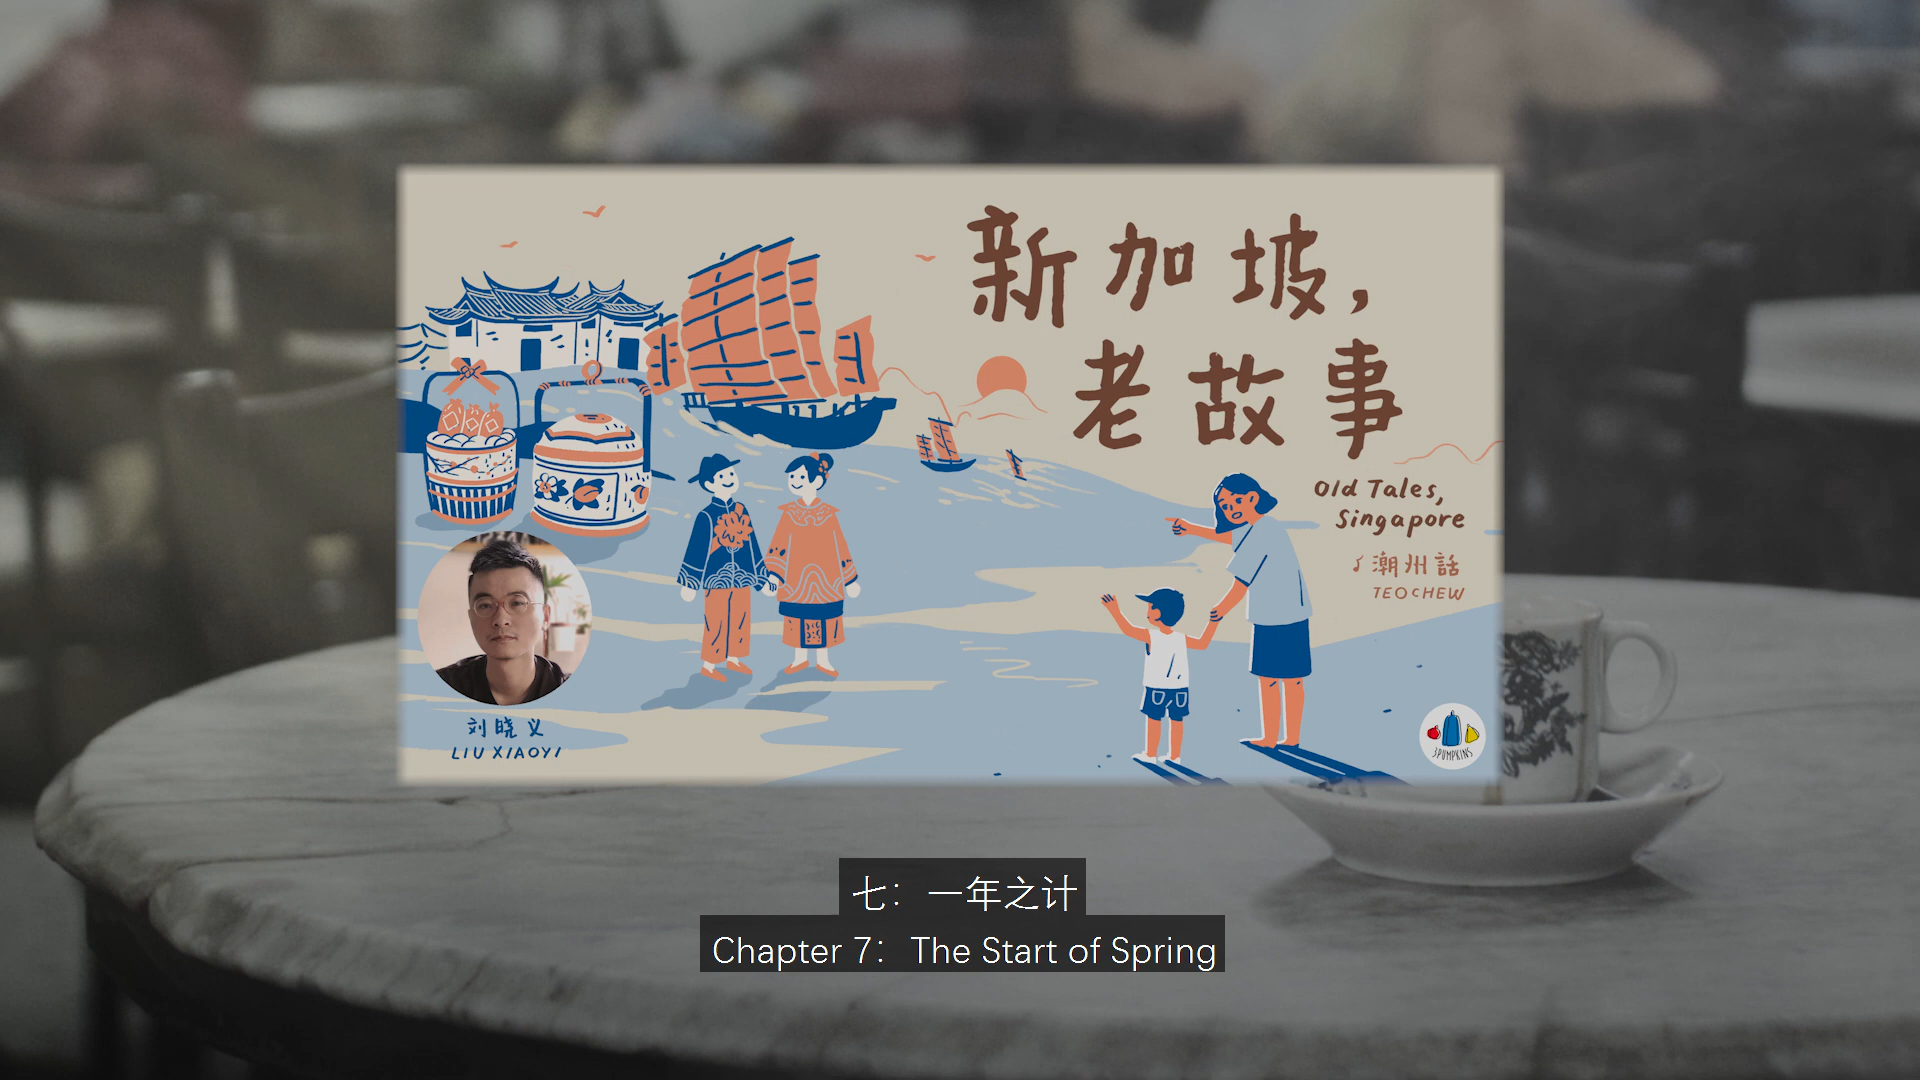 新加坡,
老故事
Old Tales,
Singapore
潮州話
TEOCHEW
刘晓义
LIU XIAOYI
3PUMPKINS
七：一年之计
Chapter 7：The Start of Spring